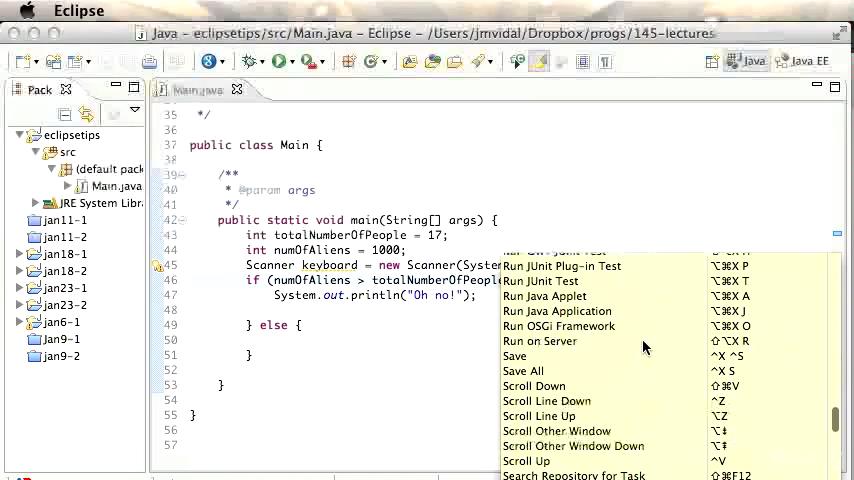 Eclipse
Java – eclipsetips/src/Main.java – Eclipse – /Users/jmvidal/Dropbox/progs/145-lectures
Java
Java EE
Pack
Main.java
eclipsetips
src
(default pack
Main.java
JRE System Libra
jan11-1
jan11-2
jan18-1
jan18-2
jan23-1
jan23-2
jan6-1
Jan9-1
jan9-2
35 */
36
37 public class Main {
38
39 /**
40 * @param args
41 */
42 public static void main(String[] args) {
43 int totalNumberOfPeople = 17;
44 int numOfAliens = 1000;
45 Scanner keyboard = new Scanner(Syste
46 if (numOfAliens > totalNumberOfPeople
47 System.out.println("Oh no!");
48
49 } else {
50
51 }
52
53 }
54
55 }
56
57
Run JUnit Plug-in Test ⌥⌘X P
Run JUnit Test ⌥⌘X T
Run Java Applet ⌥⌘X A
Run Java Application ⌥⌘X J
Run OSGi Framework ⌥⌘X O
Run on Server ⇧⌥X R
Save ^X ^S
Save All ^X S
Scroll Down ⇧⌘V
Scroll Line Down ^Z
Scroll Line Up ⌥Z
Scroll Other Window ⌥⇟
Scroll Other Window Down ⌥⇟
Scroll Up ^V
Search Repository for Task ⇧⌘F12